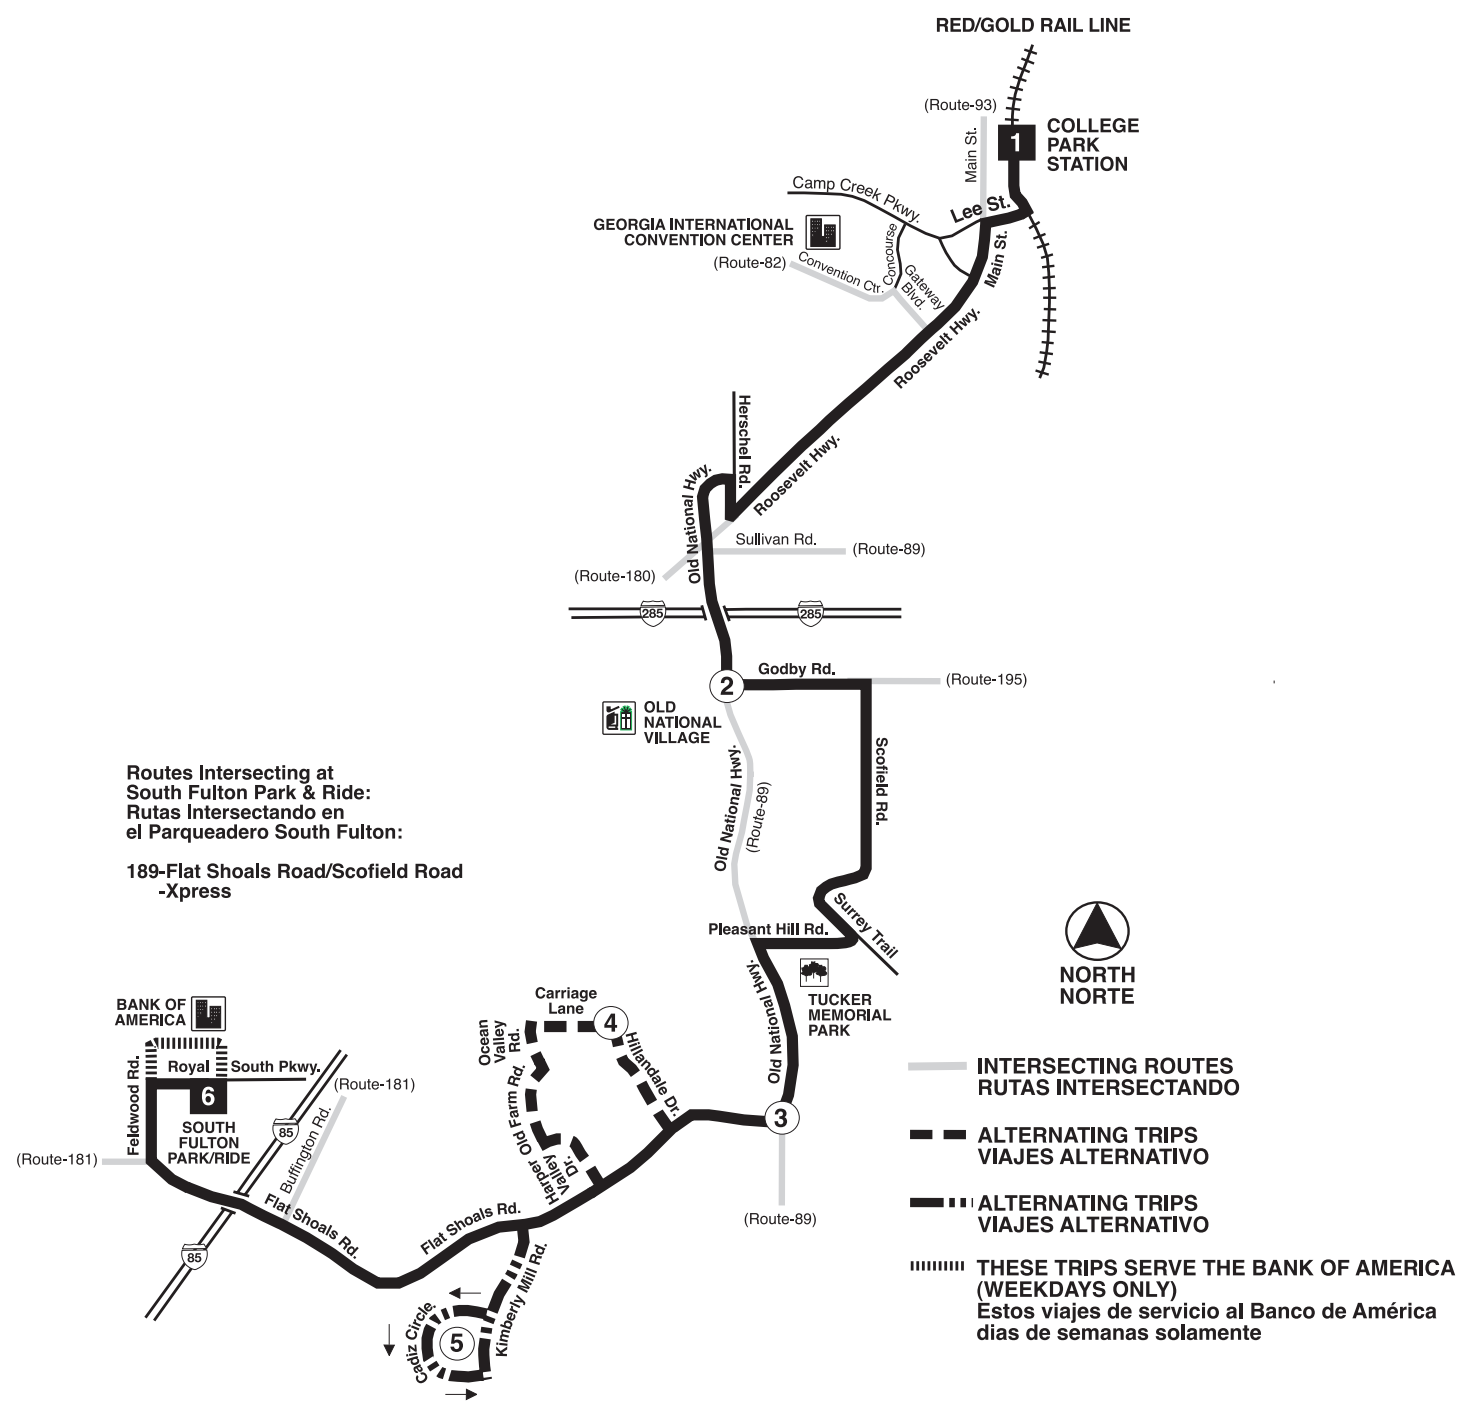 RED/GOLD RAIL LINE
(Route-93)
Main St.
1
COLLEGE
PARK
STATION
Camp Creek Pkwy.
Lee St.
GEORGIA INTERNATIONAL
CONVENTION CENTER
(Route-82)
Convention Ctr.
Concourse
Gateway
Blvd.
Main St.
Roosevelt Hwy.
Herschel Rd.
Roosevelt Hwy.
Old National Hwy.
Sullivan Rd.
(Route-89)
(Route-180)
285
285
2
Godby Rd.
(Route-195)
OLD
NATIONAL
VILLAGE
Old National Hwy.
(Route-89)
Scofield Rd.
Routes Intersecting at
South Fulton Park & Ride:
Rutas Intersectando en
el Parqueadero South Fulton:
189-Flat Shoals Road/Scofield Road
-Xpress
Surrey Trail
Pleasant Hill Rd.
Old National Hwy.
TUCKER
MEMORIAL
PARK
NORTH
NORTE
BANK OF
AMERICA
Feldwood Rd.
Royal
South Pkwy.
6
SOUTH
FULTON
PARK/RIDE
(Route-181)
(Route-181)
Buffington Rd.
85
85
Flat Shoals Rd.
Flat Shoals Rd.
Carriage
Lane
4
Ocean
Valley
Rd.
Hillandale Dr.
Harper Old Farm Rd.
Valley
Dr.
3
(Route-89)
Kimberly Mill Rd.
Cadiz Circle.
5
INTERSECTING ROUTES
RUTAS INTERSECTANDO
ALTERNATING TRIPS
VIAJES ALTERNATIVO
ALTERNATING TRIPS
VIAJES ALTERNATIVO
THESE TRIPS SERVE THE BANK OF AMERICA
(WEEKDAYS ONLY)
Estos viajes de servicio al Banco de América
dias de semanas solamente